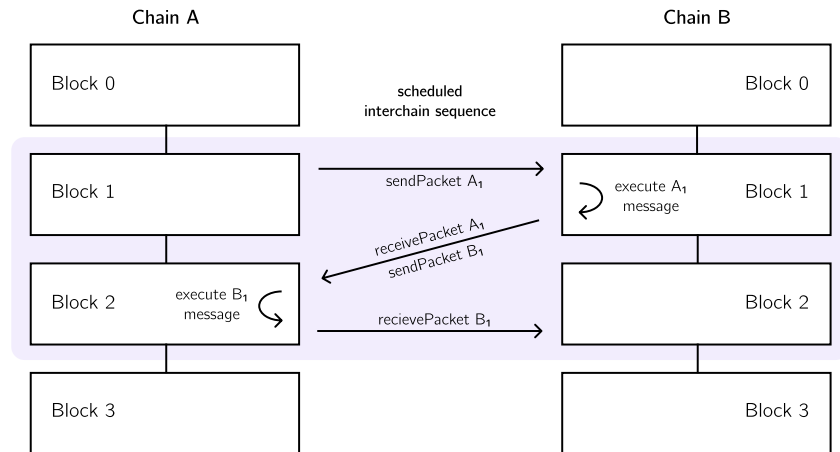 Chain A
Chain B
Block 0
Block 0
scheduled
interchain sequence
Block 1
sendPacket A₁
execute A₁
message
Block 1
receivePacket A₁
sendPacket B₁
Block 2
execute B₁
message
Block 2
recievePacket B₁
Block 3
Block 3